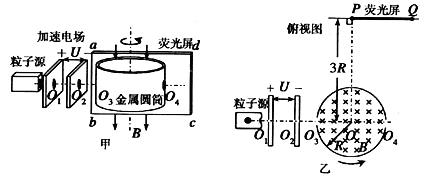 加速电场
+U-
a
荧光屏
d
粒子源
O₁
O₂
O₃
金属圆筒
O₄
b
B
c
甲
俯视图
P
荧光屏
Q
3R
粒子源
+ U -
O₁
O₂
O₃
O
O₄
R
B
乙